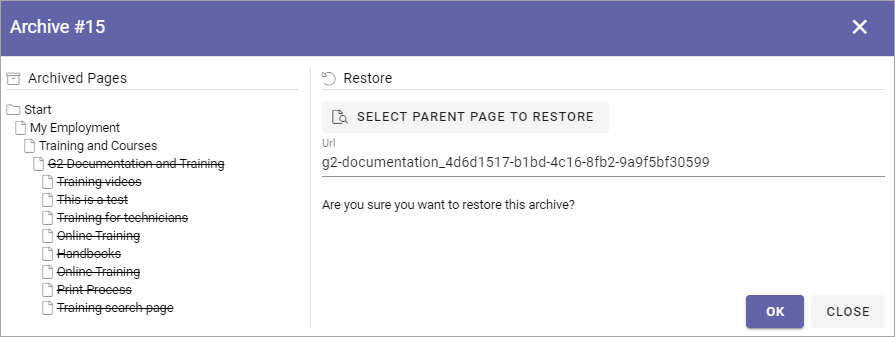 Archive #15
Archived Pages
Start
My Employment
Training and Courses
G2 Documentation and Training
Training videos
This is a test
Training for technicians
Online Training
Handbooks
Online Training
Print Process
Training search page
Restore
SELECT PARENT PAGE TO RESTORE
Url
g2-documentation_4d6d1517-b1bd-4c16-8fb2-9a9f5bf30599
Are you sure you want to restore this archive?
OK CLOSE